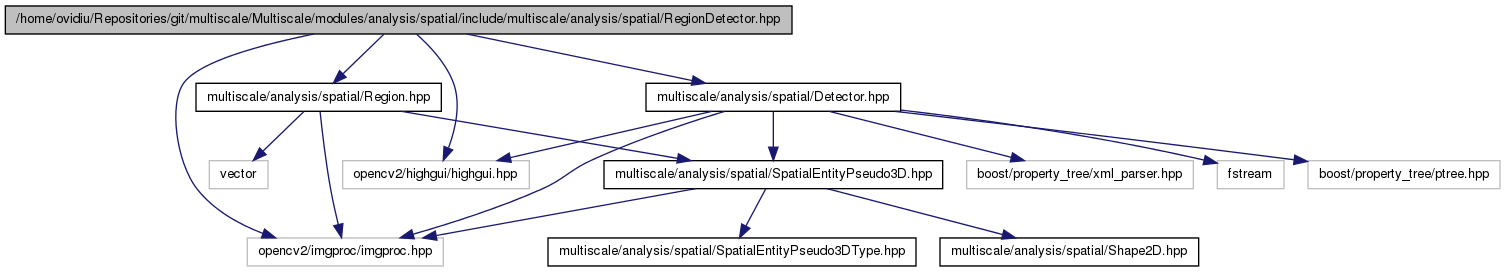 /home/ovidiu/Repositories/git/multiscale/Multiscale/modules/analysis/spatial/include/multiscale/analysis/spatial/RegionDetector.hpp
multiscale/analysis/spatial/Region.hpp
multiscale/analysis/spatial/Detector.hpp
vector
opencv2/highgui/highgui.hpp
multiscale/analysis/spatial/SpatialEntityPseudo3D.hpp
boost/property_tree/xml_parser.hpp
fstream
boost/property_tree/ptree.hpp
opencv2/imgproc/imgproc.hpp
multiscale/analysis/spatial/SpatialEntityPseudo3DType.hpp
multiscale/analysis/spatial/Shape2D.hpp